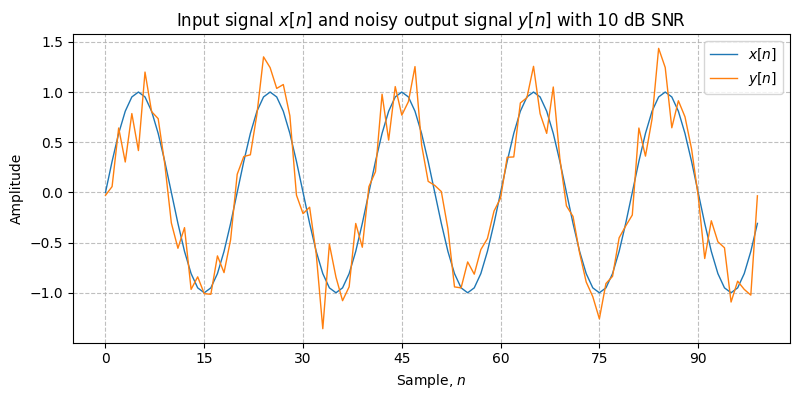 Input signal x[n] and noisy output signal y[n] with 10 dB SNR
1.5
1.0
0.5
0.0
−0.5
−1.0
Amplitude
x[n]
y[n]
0 15 30 45 60 75 90
Sample, n